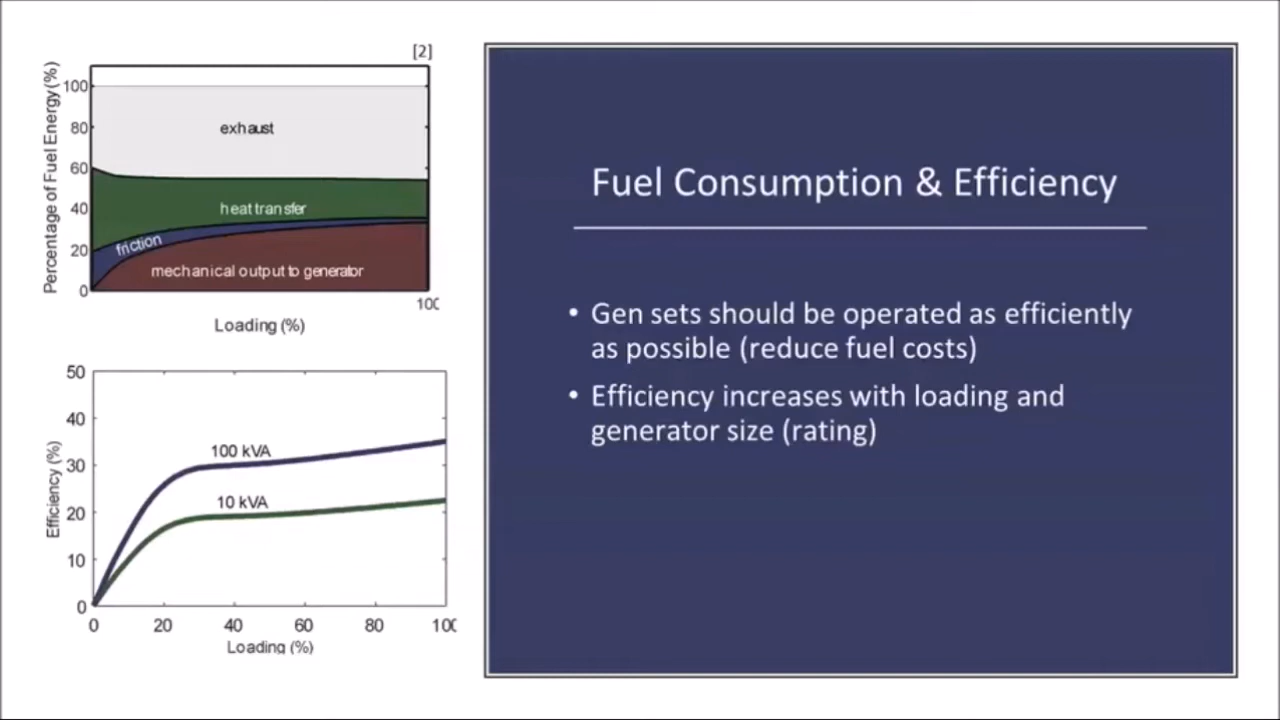 [2]
Percentage of Fuel Energy (%)
100
80
60
40
20
0
exhaust
heat transfer
friction
mechanical output to generator
100
Loading (%)
Efficiency (%)
50
40
30
20
10
0
100 kVA
10 kVA
0 20 40 60 80 100
Loading (%)
Fuel Consumption & Efficiency
• Gen sets should be operated as efficiently
as possible (reduce fuel costs)
• Efficiency increases with loading and
generator size (rating)